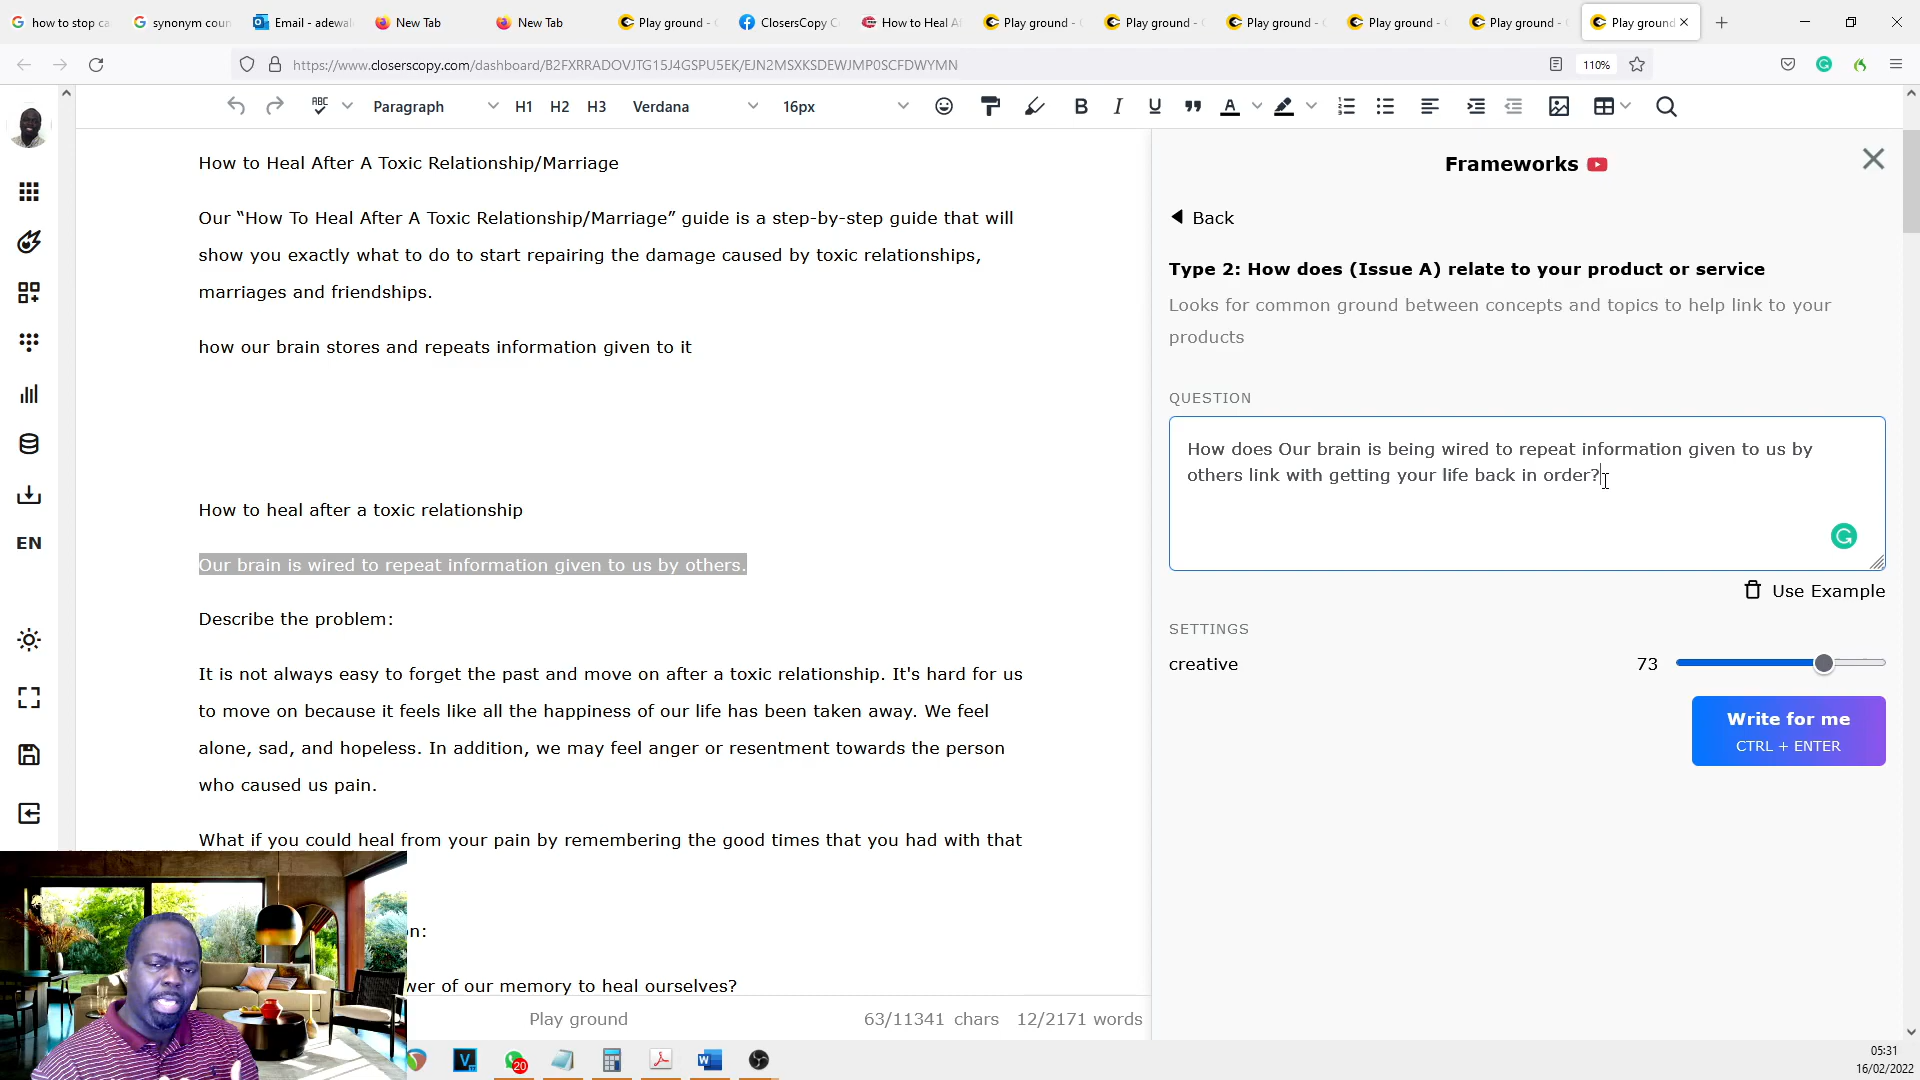 how to stop ca
synonym coun
Email - adewal
New Tab
New Tab
Play ground - C
ClosersCopy C
How to Heal Af
Play ground - C
Play ground - C
Play ground - C
Play ground - C
Play ground - C
Play ground
https://www.closerscopy.com/dashboard/B2FXRRADOVJTG15J4GSPU5EK/EJN2MSXKSDEWJMP0SCFDWYMN
110%
ABC
Paragraph
H1
H2
H3
Verdana
16px
B
I
U
A
How to Heal After A Toxic Relationship/Marriage
Our “How To Heal After A Toxic Relationship/Marriage” guide is a step-by-step guide that will
show you exactly what to do to start repairing the damage caused by toxic relationships,
marriages and friendships.
how our brain stores and repeats information given to it
How to heal after a toxic relationship
Our brain is wired to repeat information given to us by others.
Describe the problem:
It is not always easy to forget the past and move on after a toxic relationship. It's hard for us
to move on because it feels like all the happiness of our life has been taken away. We feel
alone, sad, and hopeless. In addition, we may feel anger or resentment towards the person
who caused us pain.
What if you could heal from your pain by remembering the good times that you had with that
on:
wer of our memory to heal ourselves?
EN
Play ground
63/11341 chars
12/2171 words
Frameworks
Back
Type 2: How does (Issue A) relate to your product or service
Looks for common ground between concepts and topics to help link to your
products
QUESTION
How does Our brain is being wired to repeat information given to us by
others link with getting your life back in order?
Use Example
SETTINGS
creative
73
Write for me
CTRL + ENTER
V
20
05:31
16/02/2022